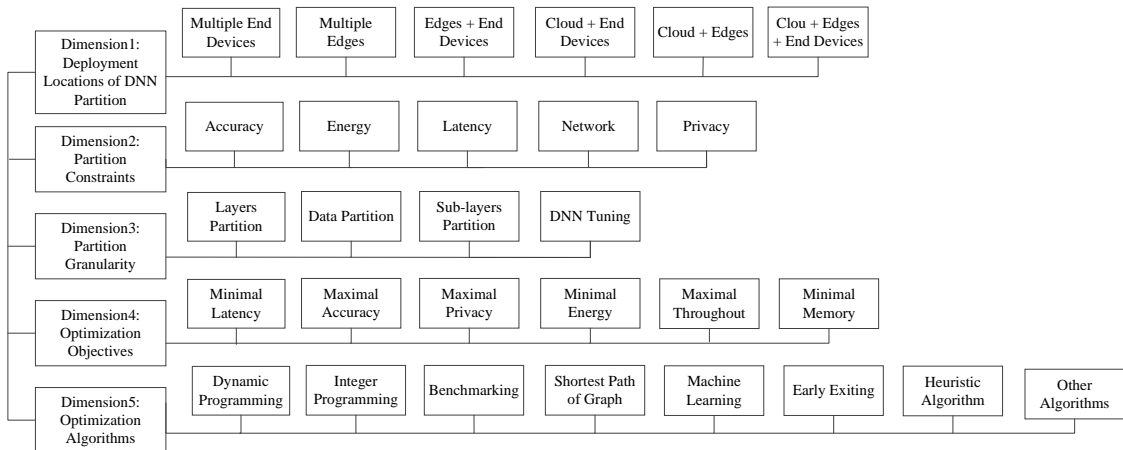 Dimension1:
Deployment
Locations of DNN
Partition
Multiple End
Devices
Multiple
Edges
Edges + End
Devices
Cloud + End
Devices
Cloud + Edges
Clou + Edges
+ End Devices
Dimension2:
Partition
Constraints
Accuracy
Energy
Latency
Network
Privacy
Dimension3:
Partition
Granularity
Layers
Partition
Data Partition
Sub-layers
Partition
DNN Tuning
Dimension4:
Optimization
Objectives
Minimal
Latency
Maximal
Accuracy
Maximal
Privacy
Minimal
Energy
Maximal
Throughout
Minimal
Memory
Dimension5:
Optimization
Algorithms
Dynamic
Programming
Integer
Programming
Benchmarking
Shortest Path
of Graph
Machine
Learning
Early Exiting
Heuristic
Algorithm
Other
Algorithms